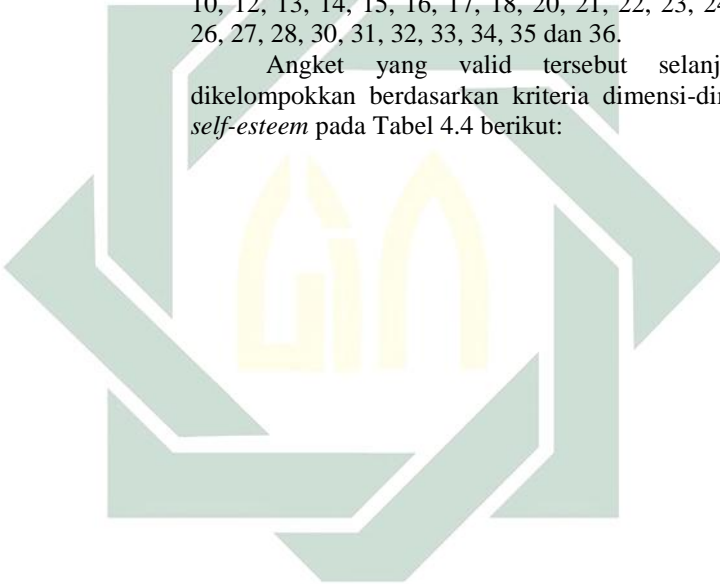 10, 12, 13, 14, 15, 16, 17, 18, 20, 21, 22, 23, 24
26, 27, 28, 30, 31, 32, 33, 34, 35 dan 36.
Angket yang valid tersebut
dikelompokkan berdasarkan kriteria
self-esteem pada Tabel 4.4 berikut: